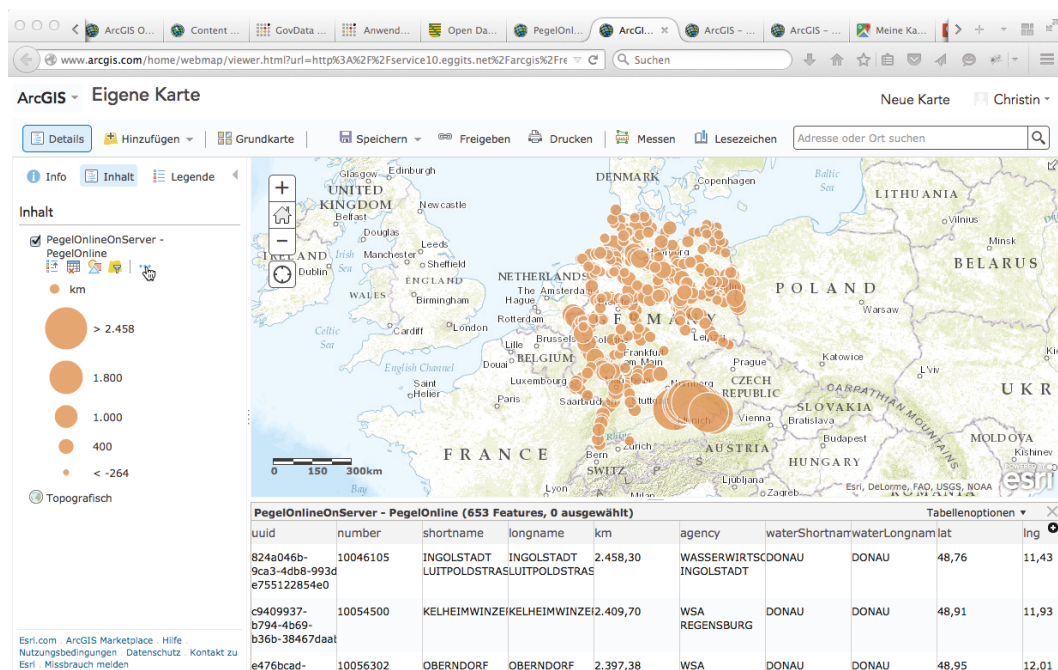 ArcGIS O...
Content ...
GovData ...
Anwend...
Open Da...
PegelOnl...
ArcGI...
ArcGIS – ...
ArcGIS – ...
Meine Ka...
www.arcgis.com/home/webmap/viewer.html?url=http%3A%2F%2Fservice10.eggits.net%2Farcgis%2Fre
Suchen
ArcGIS
Eigene Karte
Neue Karte
Christin
Details
Hinzufügen
Grundkarte
Speichern
Freigeben
Drucken
Messen
Lesezeichen
Adresse oder Ort suchen
Info
Inhalt
Legende
Inhalt
PegelOnlineOnServer -
PegelOnline
km
> 2.458
1.800
1.000
400
< -264
Topografisch
Esri.com . ArcGIS Marketplace . Hilfe .
Nutzungsbedingungen . Datenschutz . Kontakt zu
Esri . Missbrauch melden
Glasgow
Edinburgh
UNITED
KINGDOM
Newcastle
Belfast
Douglas
Leeds
Irish
Sea
Manchester
Sheffield
Dublin
ENGLAND
WALES
Birmingham
Cardiff
London
Celtic
Sea
English Channel
Saint
Helier
DENMARK
Copenhagen
Baltic
Sea
LITHUANIA
Vilnius
Minsk
BELARUS
NETHERLANDS
The
Hague
Amsterda
Rotterdam
POLAND
Warsaw
Lille
Brussels
Douai
BELGIUM
Luxembourg
Paris
Frankfu
am Main
Prague
CZECH
REPUBLIC
Katowice
L'viv
UKR
CARPATHIAN MOUNTAINS
SLOVAKIA
Vienna
Bratislava
Budapest
MOLDOVA
Kishinev
FRANCE
Bern
Zurich
Rhine
SWITZ
AUSTRIA
HUNGARY
Ljubljana
Zagreb
ROMANIA
Lyon
Milan
Bay
0 150 300km
Esri, DeLorme, FAO, USGS, NOAA
esri
PegelOnlineOnServer - PegelOnline (653 Features, 0 ausgewählt)
Tabellenoptionen
uuid number shortname longname km agency waterShortnam waterLongnam lat lng
824a046b-
9ca3-4db8-993d
e755122854e0
10046105
INGOLSTADT
LUITPOLDSTRAS
INGOLSTADT
LUITPOLDSTRAS
2.458,30
WASSERWIRTSC
INGOLSTADT
DONAU
DONAU
48,76
11,43
c9409937-
b794-4b69-
b36b-38467daal
10054500
KELHEIMWINZEI
KELHEIMWINZEI
2.409,70
WSA
REGENSBURG
DONAU
DONAU
48,91
11,93
e476bcad-
10056302
OBERNDORF
OBERNDORF
2.397,38
WSA
DONAU
DONAU
48,95
12,01